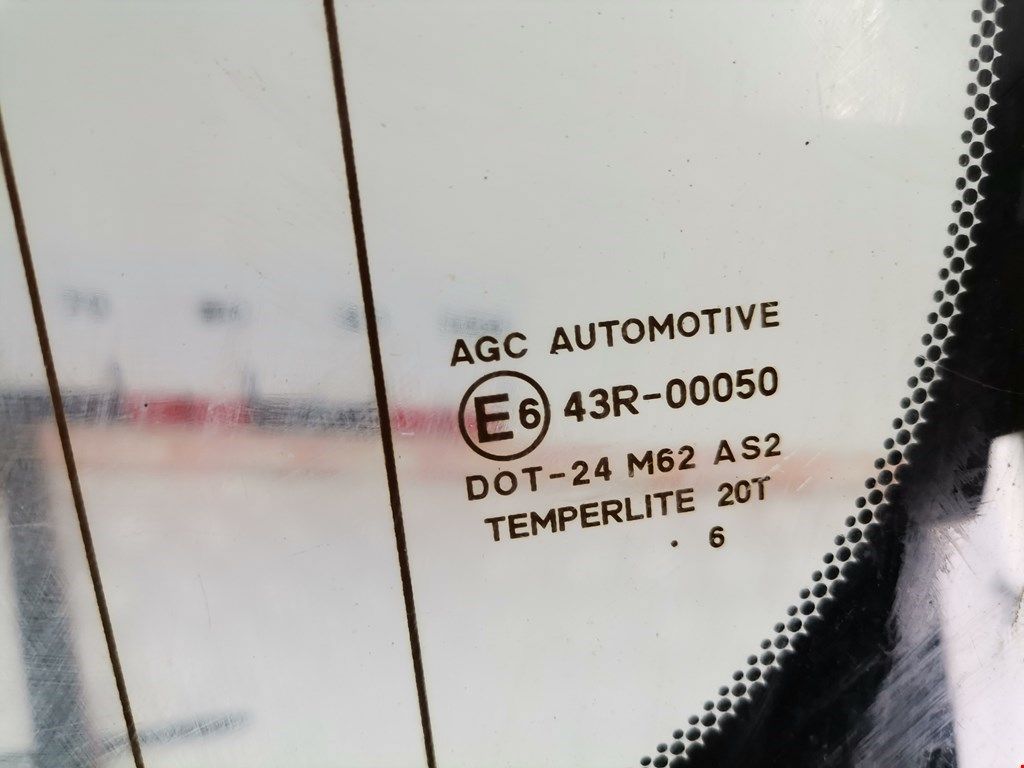 AGC AUTOMOTIVE
E6 43R-00050
DOT-24 M62 AS2
TEMPERLITE 20T
. 6